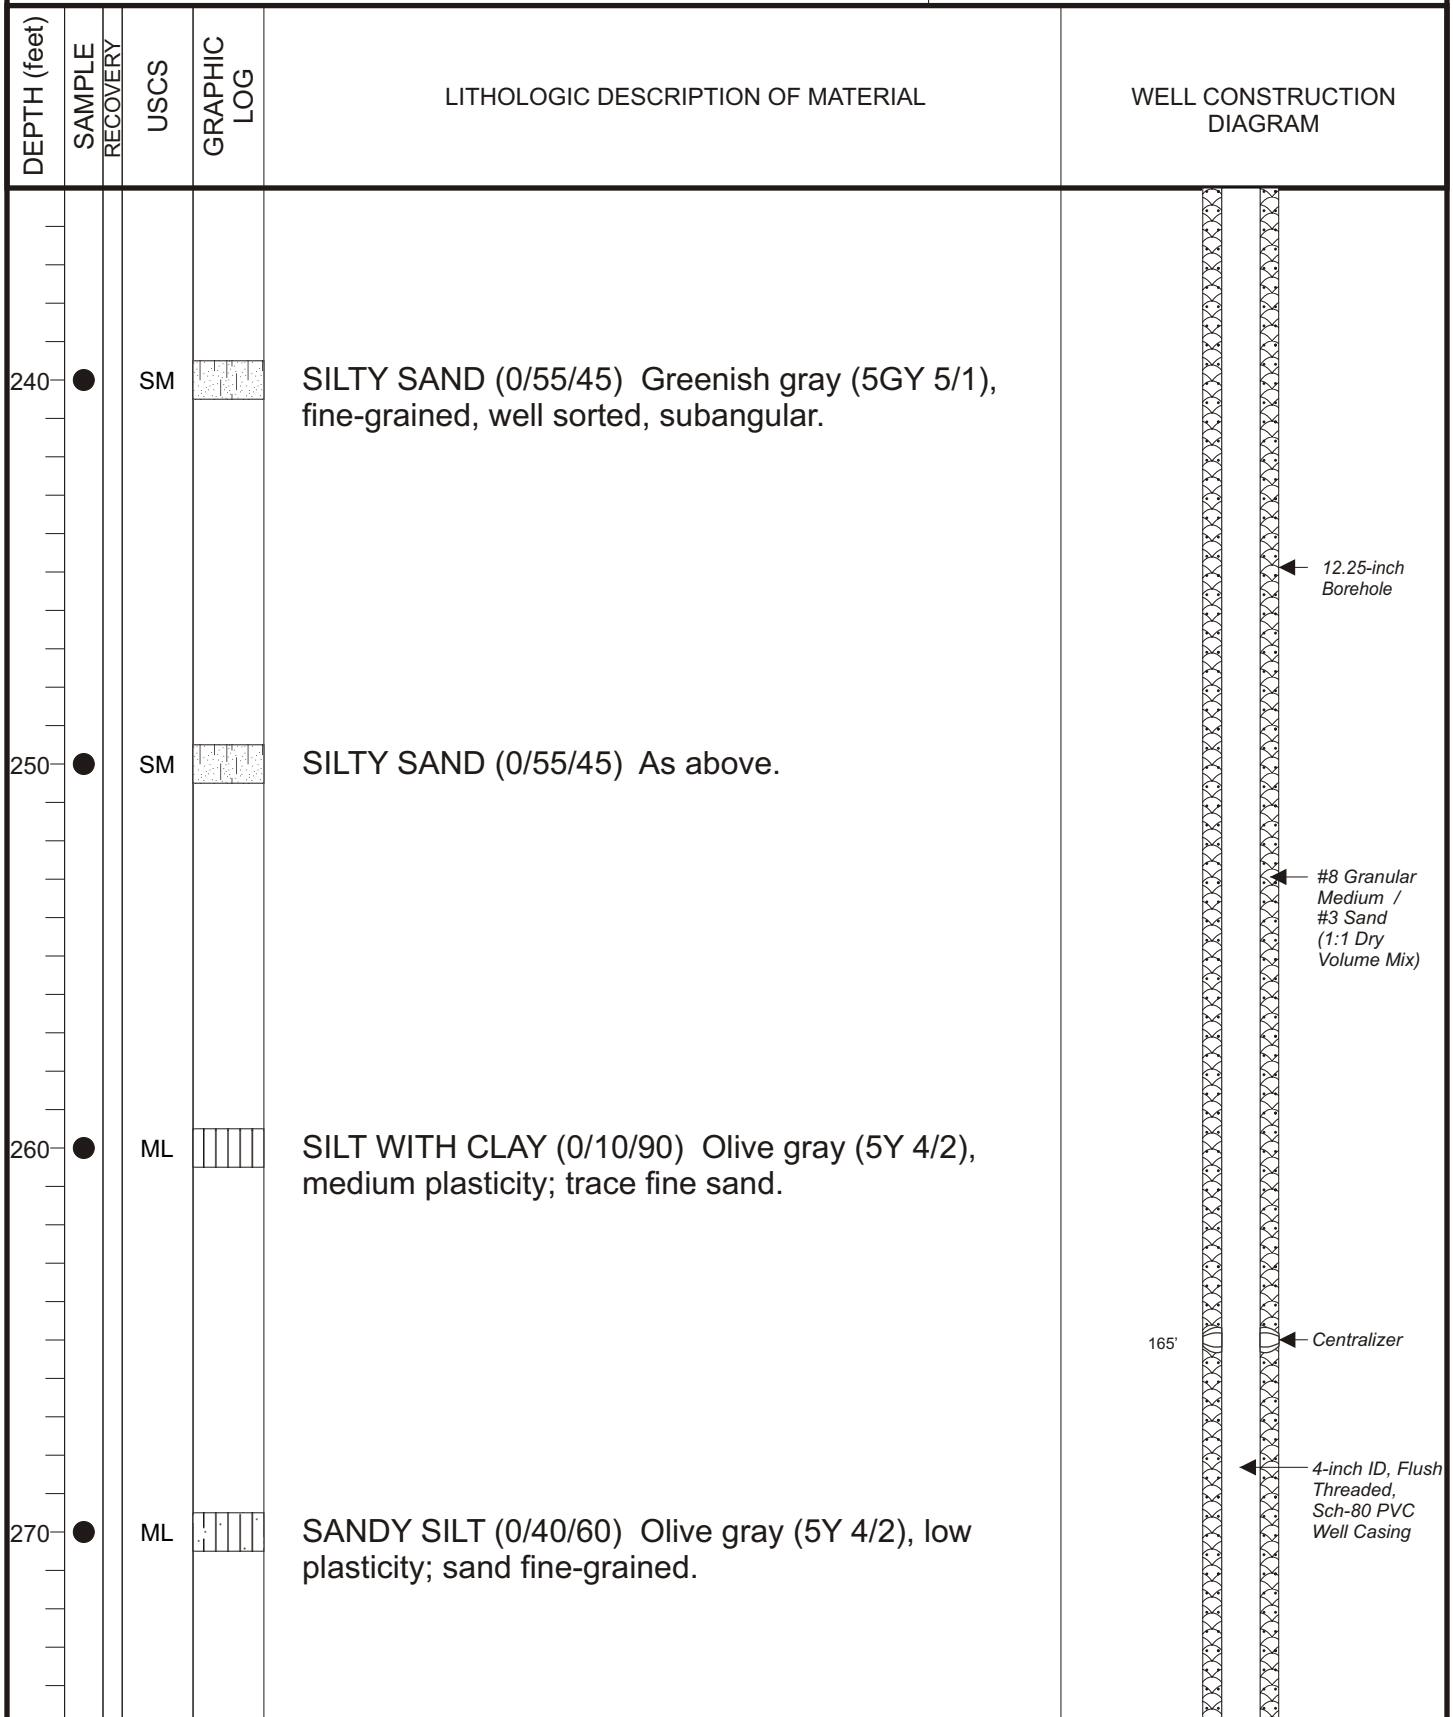 DEPTH (feet)
SAMPLE
RECOVERY
USCS
GRAPHIC
LOG
LITHOLOGIC DESCRIPTION OF MATERIAL
WELL CONSTRUCTION
DIAGRAM
240
SM
SILTY SAND (0/55/45) Greenish gray (5GY 5/1),
fine-grained, well sorted, subangular.
12.25-inch
Borehole
250
SM
SILTY SAND (0/55/45) As above.
#8 Granular
Medium /
#3 Sand
(1:1 Dry
Volume Mix)
260
ML
SILT WITH CLAY (0/10/90) Olive gray (5Y 4/2),
medium plasticity; trace fine sand.
165'
Centralizer
4-inch ID, Flush
Threaded,
Sch-80 PVC
Well Casing
270
ML
SANDY SILT (0/40/60) Olive gray (5Y 4/2), low
plasticity; sand fine-grained.